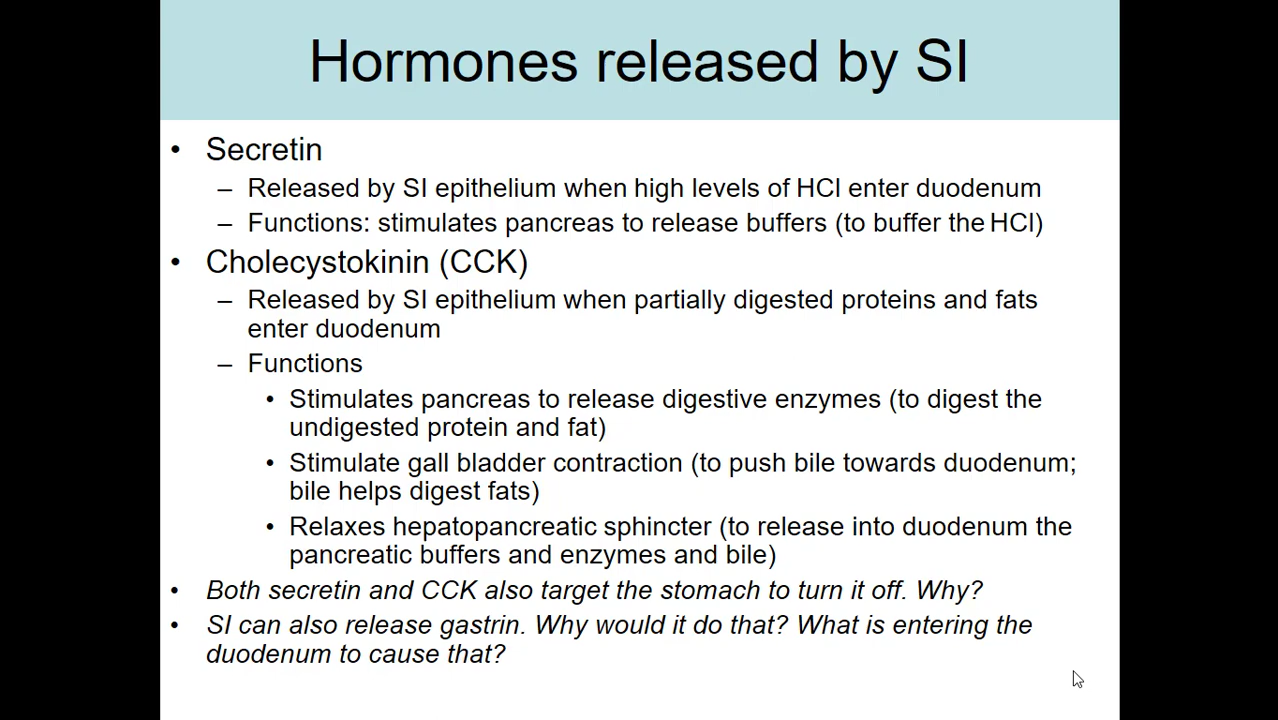 Hormones released by SI
• Secretin
– Released by SI epithelium when high levels of HCl enter duodenum
– Functions: stimulates pancreas to release buffers (to buffer the HCl)
• Cholecystokinin (CCK)
– Released by SI epithelium when partially digested proteins and fats
enter duodenum
– Functions
• Stimulates pancreas to release digestive enzymes (to digest the
undigested protein and fat)
• Stimulate gall bladder contraction (to push bile towards duodenum;
bile helps digest fats)
• Relaxes hepatopancreatic sphincter (to release into duodenum the
pancreatic buffers and enzymes and bile)
• Both secretin and CCK also target the stomach to turn it off. Why?
• SI can also release gastrin. Why would it do that? What is entering the
duodenum to cause that?